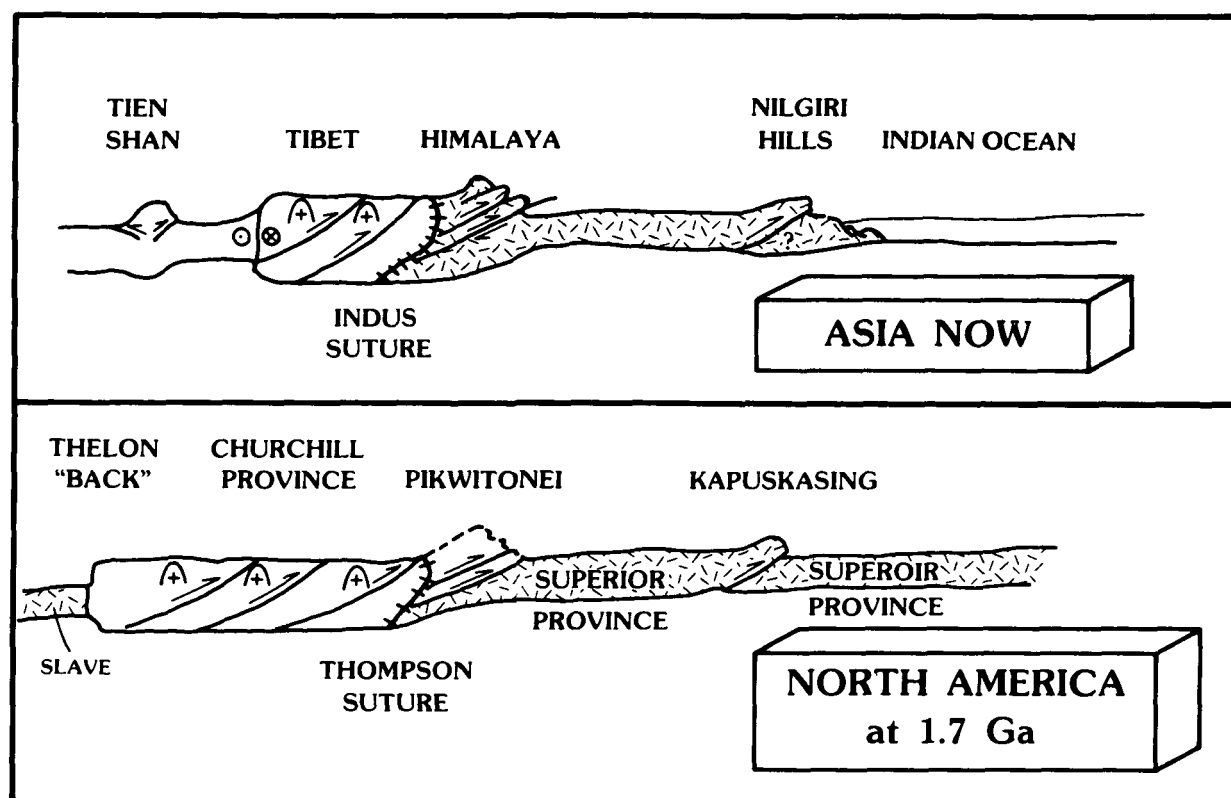 TIEN
SHAN
TIBET
HIMALAYA
NILGIRI
HILLS
INDIAN OCEAN
?
INDUS
SUTURE
ASIA NOW
THELON
"BACK"
CHURCHILL
PROVINCE
PIKWITONEI
KAPUSKASING
SUPERIOR
PROVINCE
SUPEROIR
PROVINCE
SLAVE
THOMPSON
SUTURE
NORTH AMERICA
at 1.7 Ga